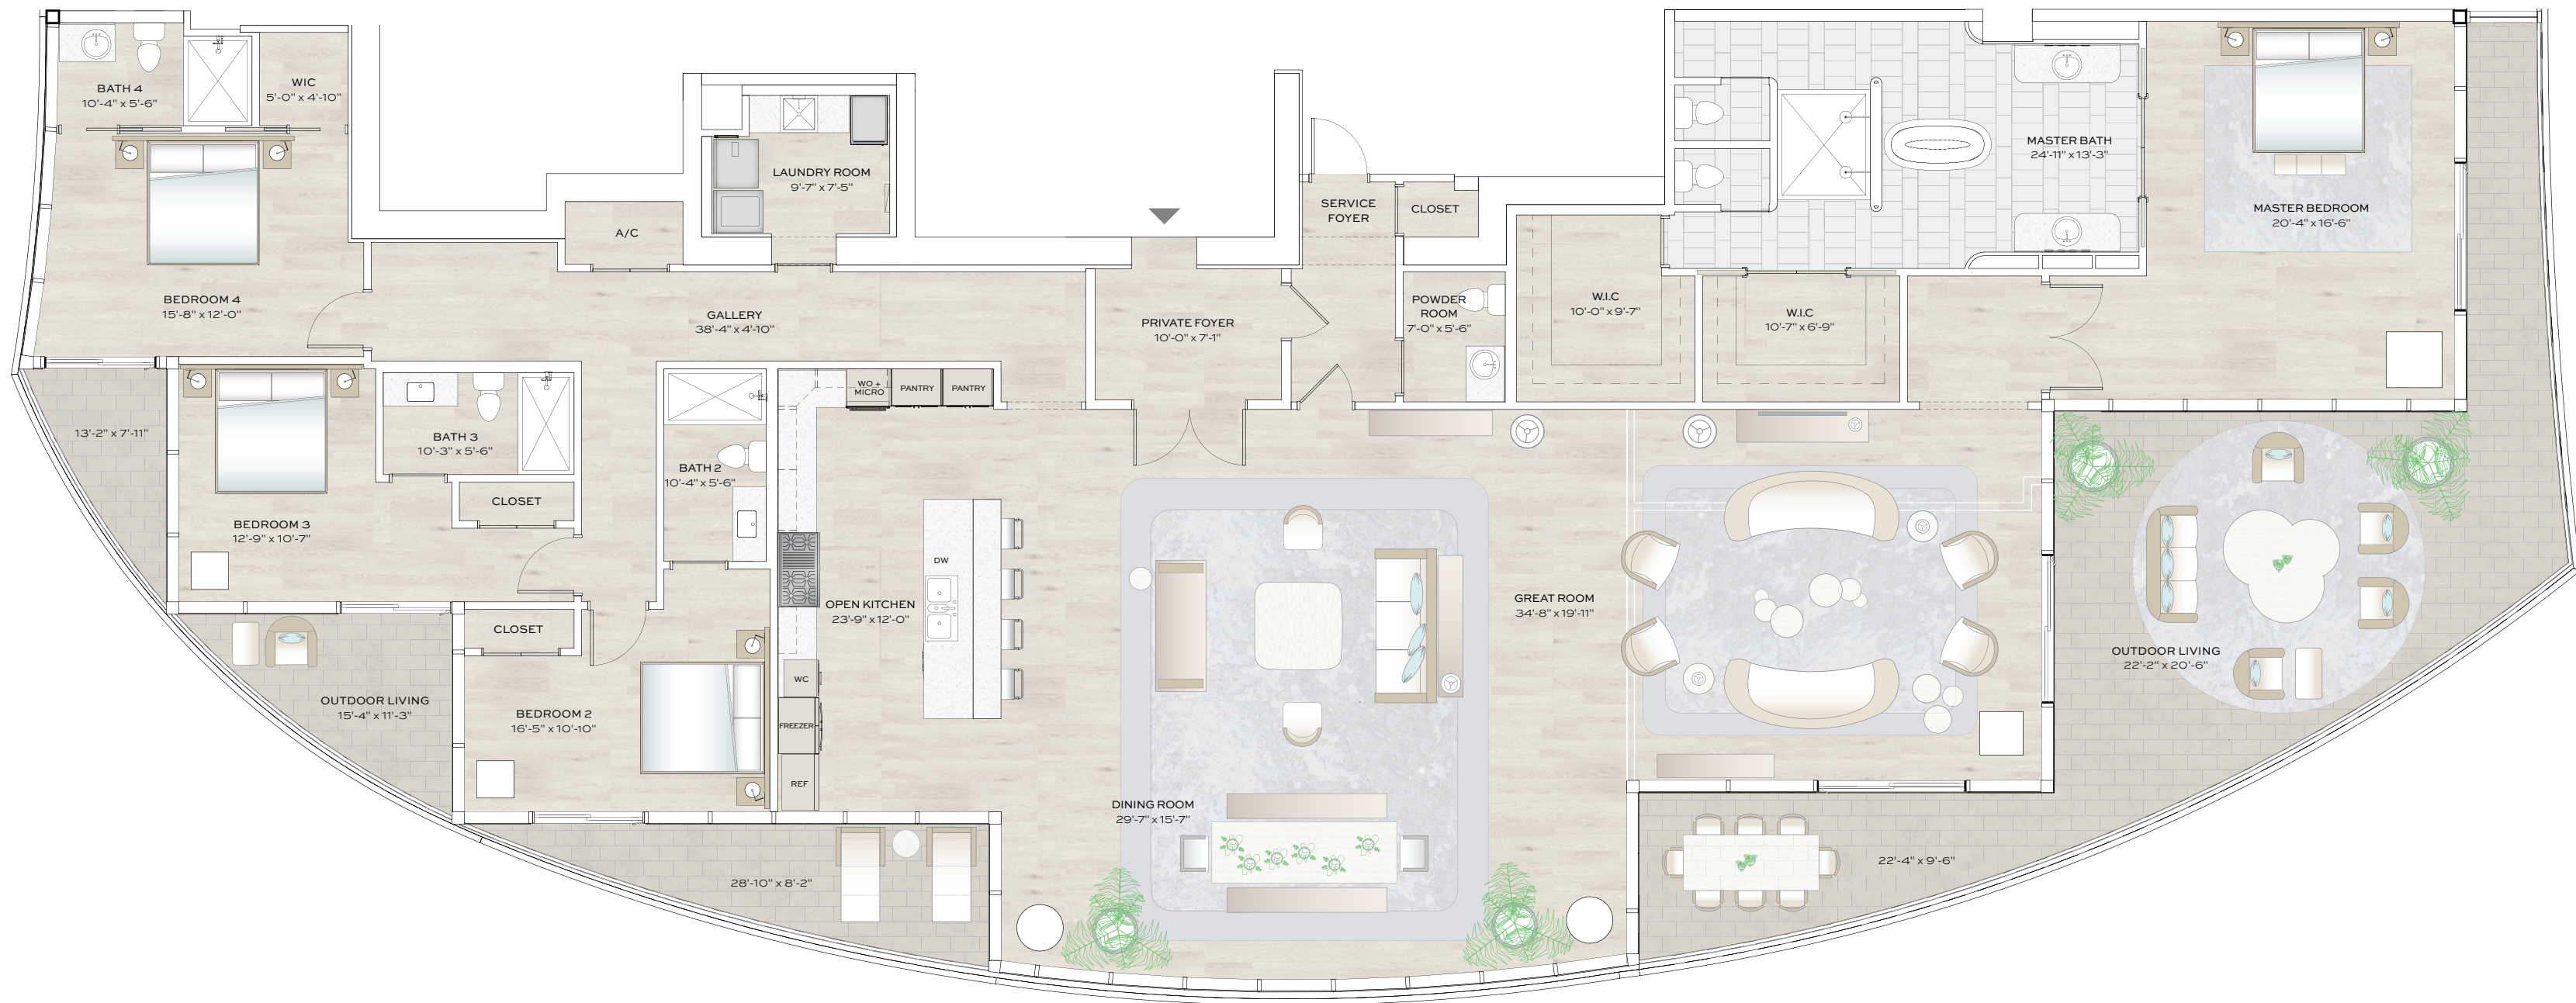 BATH 4
10'-4" x 5'-6"
WIC
5'-0" x 4'-10"
BEDROOM 4
15'-8" x 12'-0"
A/C
LAUNDRY ROOM
9'-7" x 7'-5"
GALLERY
38'-4" x 4'-10"
PRIVATE FOYER
10'-0" x 7'-1"
SERVICE
FOYER
CLOSET
POWDER
ROOM
7'-0" x 5'-6"
W.I.C
10'-0" x 9'-7"
W.I.C
10'-7" x 6'-9"
MASTER BATH
24'-11" x 13'-3"
MASTER BEDROOM
20'-4" x 16'-6"
13'-2" x 7'-11"
BEDROOM 3
12'-9" x 10'-7"
BATH 3
10'-3" x 5'-6"
CLOSET
CLOSET
BATH 2
10'-4" x 5'-6"
BEDROOM 2
16'-5" x 10'-10"
OUTDOOR LIVING
15'-4" x 11'-3"
WO +
MICRO
PANTRY
PANTRY
DW
OPEN KITCHEN
23'-9" x 12'-0"
WC
FREEZER
REF
28'-10" x 8'-2"
DINING ROOM
29'-7" x 15'-7"
GREAT ROOM
34'-8" x 19'-11"
OUTDOOR LIVING
22'-2" x 20'-6"
22'-4" x 9'-6"